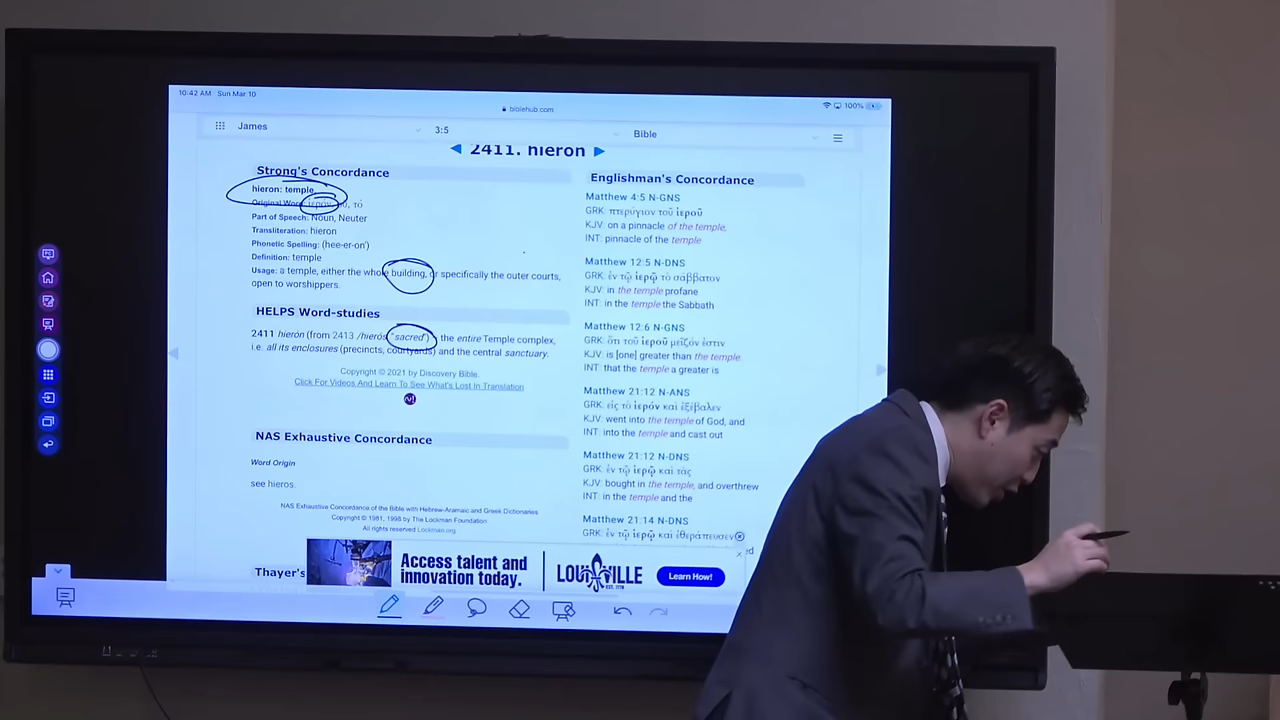 10:42 AM Sun Mar 10
biblehub.com
100%
James 3:5 Bible
2411. hieron
Strong's Concordance
hieron: temple
Original Word: ἱερόν, οῦ, τό
Part of Speech: Noun, Neuter
Transliteration: hieron
Phonetic Spelling: (hee-er-on')
Definition: temple
Usage: a temple, either the whole building, or specifically the outer courts,
open to worshippers.
HELPS Word-studies
2411 hierón (from 2413 /hierós "sacred") the entire Temple complex,
i.e. all its enclosures (precincts, courtyards) and the central sanctuary.
Copyright © 2021 by Discovery Bible.
Click For Videos And Learn To See What's Lost In Translation
NAS Exhaustive Concordance
Word Origin
see hieros.
NAS Exhaustive Concordance of the Bible with Hebrew-Aramaic and Greek Dictionaries
Copyright © 1981, 1998 by The Lockman Foundation
All rights reserved Lockman.org
Thayer's
Englishman's Concordance
Matthew 4:5 N-GNS
GRK: πτερύγιον τοῦ ἱεροῦ
KJV: on a pinnacle of the temple,
INT: pinnacle of the temple
Matthew 12:5 N-DNS
GRK: ἐν τῷ ἱερῷ τὸ σάββατον
KJV: in the temple profane
INT: in the temple the Sabbath
Matthew 12:6 N-GNS
GRK: ὅτι τοῦ ἱεροῦ μεῖζόν ἐστιν
KJV: is [one] greater than the temple.
INT: that the temple a greater is
Matthew 21:12 N-ANS
GRK: εἰς τὸ ἱερόν καὶ ἐξέβαλεν
KJV: went into the temple of God, and
INT: into the temple and cast out
Matthew 21:12 N-DNS
GRK: ἐν τῷ ἱερῷ καὶ τὰς
KJV: bought in the temple, and overthrew
INT: in the temple and the
Matthew 21:14 N-DNS
GRK: ἐν τῷ ἱερῷ καὶ ἐθεράπευσεν
Access talent and
innovation today.
LOUISVILLE
Learn How!